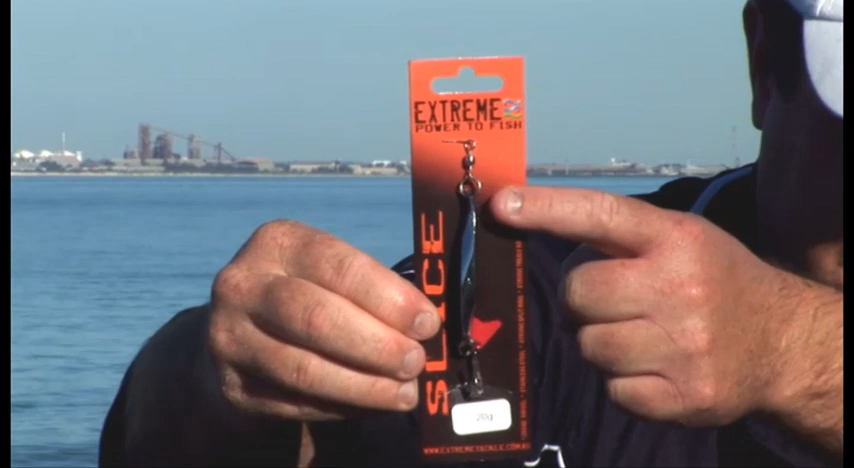 EXTREME
POWER TO FISH
SLICE
20g
WWW.EXTREMETACKLE.COM.AU